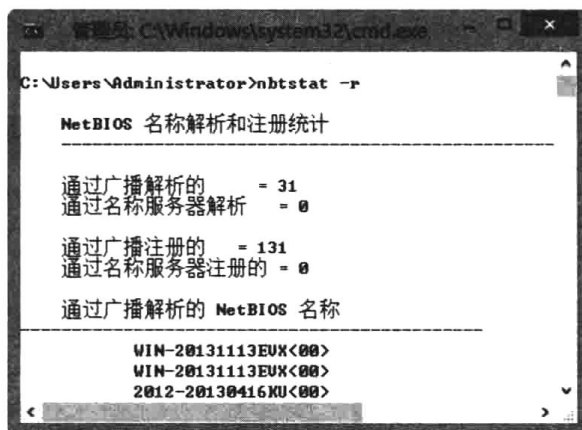 管理员: C:\Windows\system32\cmd.exe
C:\Users\Administrator>nbtstat -r
NetBIOS 名称解析和注册统计
----------------------------------------------------
通过广播解析的 = 31
通过名称服务器解析 = 0
通过广播注册的 = 131
通过名称服务器注册的 = 0
通过广播解析的 NetBIOS 名称
-------------------------------------------------
WIN-20131113EVX<00>
WIN-20131113EVX<00>
2012-20130416XU<00>